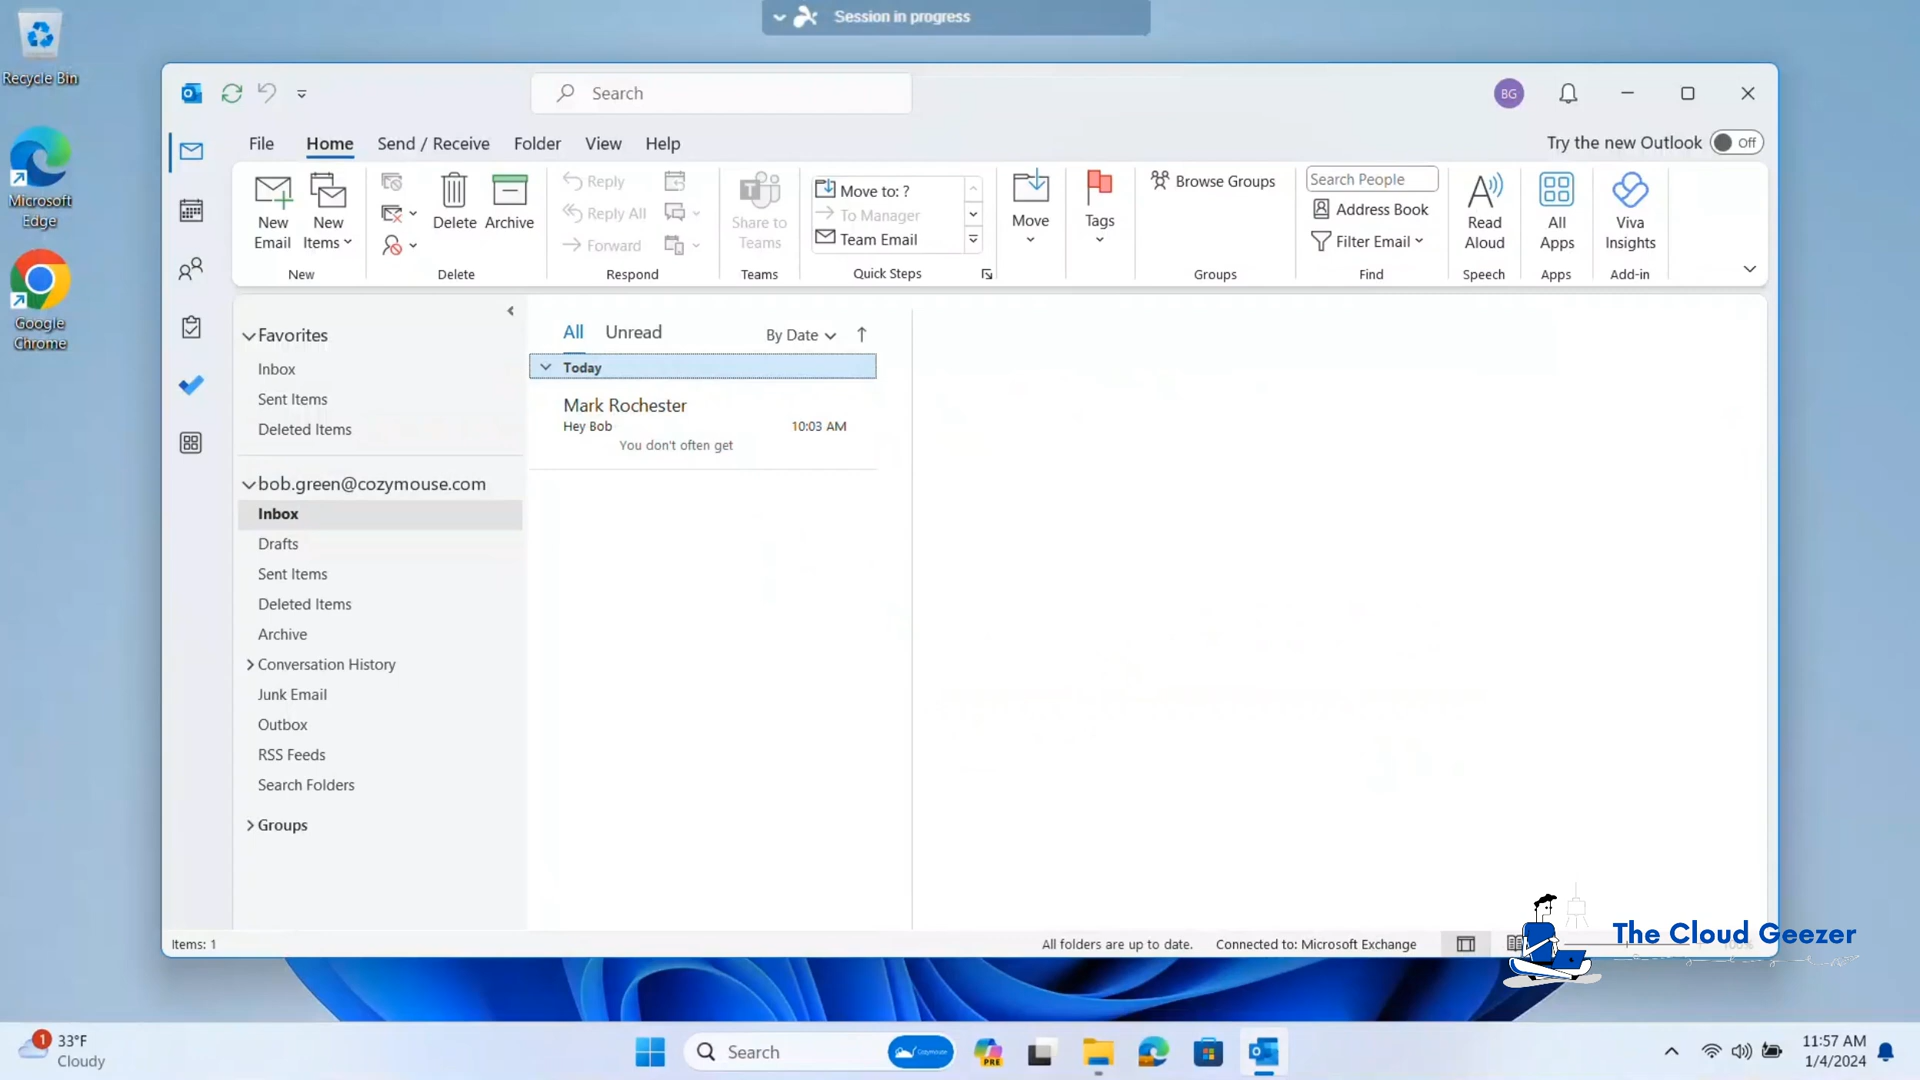 Session in progress
Recycle Bin
Microsoft
Edge
Google
Chrome
Search
BG
File Home Send / Receive Folder View Help
Try the new Outlook Off
New
Email
New
Items
New
Delete
Archive
Delete
Reply
Reply All
Forward
Respond
Share to
Teams
Teams
Move to: ?
To Manager
Team Email
Quick Steps
Move
Tags
Browse Groups
Groups
Search People
Address Book
Filter Email
Find
Read
Aloud
Speech
All
Apps
Apps
Viva
Insights
Add-in
Favorites
Inbox
Sent Items
Deleted Items
bob.green@cozymouse.com
Inbox
Drafts
Sent Items
Deleted Items
Archive
Conversation History
Junk Email
Outbox
RSS Feeds
Search Folders
Groups
All Unread By Date
Today
Mark Rochester
Hey Bob 10:03 AM
You don't often get
Items: 1
All folders are up to date. Connected to: Microsoft Exchange
The Cloud Geezer
1
33°F
Cloudy
Search
PRE
11:57 AM
1/4/2024